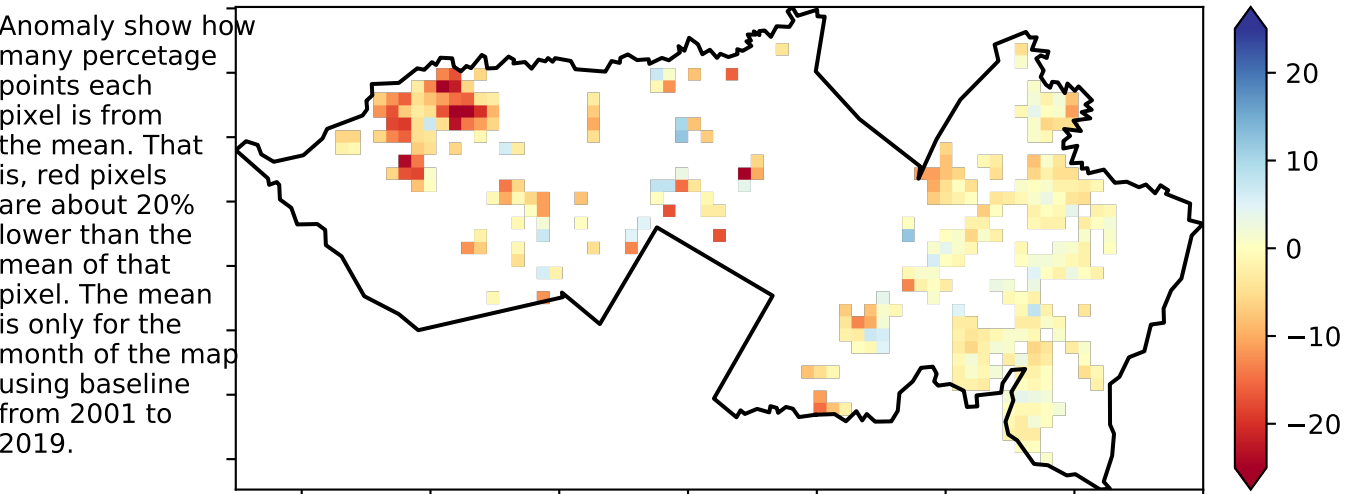 Anomaly show how
many percetage
points each
pixel is from
the mean. That
is, red pixels
are about 20%
lower than the
mean of that
pixel. The mean
is only for the
month of the map
using baseline
from 2001 to
2019.
20
10
0
−10
−20